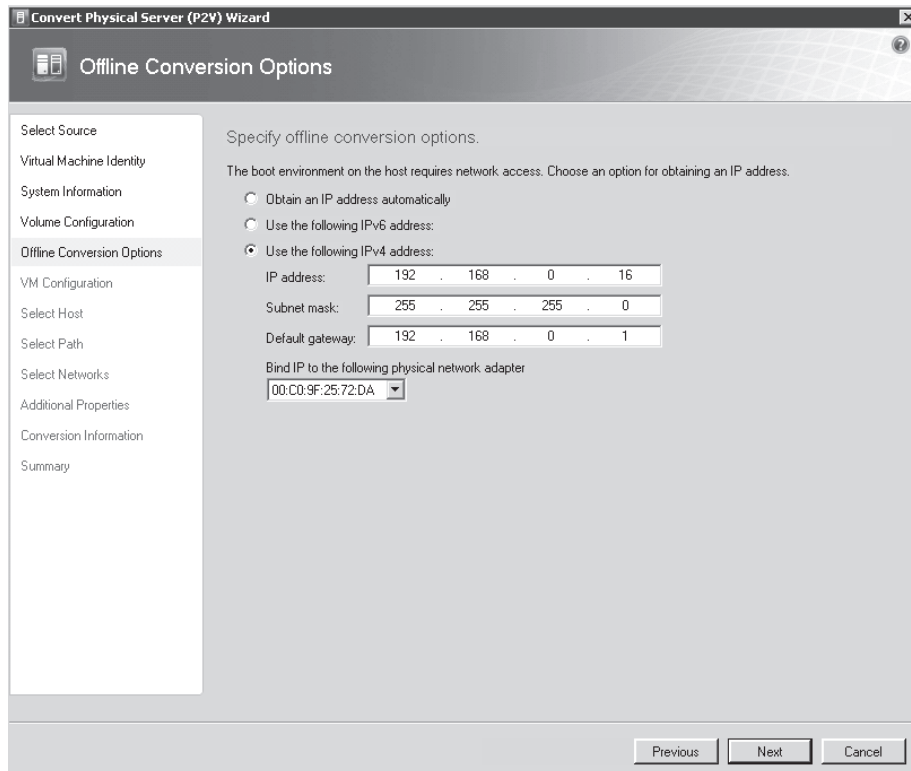 Convert Physical Server (P2V) Wizard
Offline Conversion Options
Select Source
Virtual Machine Identity
System Information
Volume Configuration
Offline Conversion Options
VM Configuration
Select Host
Select Path
Select Networks
Additional Properties
Conversion Information
Summary
Specify offline conversion options.
The boot environment on the host requires network access. Choose an option for obtaining an IP address.
Obtain an IP address automatically
Use the following IPv6 address:
Use the following IPv4 address:
IP address: 192 . 168 . 0 . 16
Subnet mask: 255 . 255 . 255 . 0
Default gateway: 192 . 168 . 0 . 1
Bind IP to the following physical network adapter
00:C0:9F:25:72:DA
Previous Next Cancel